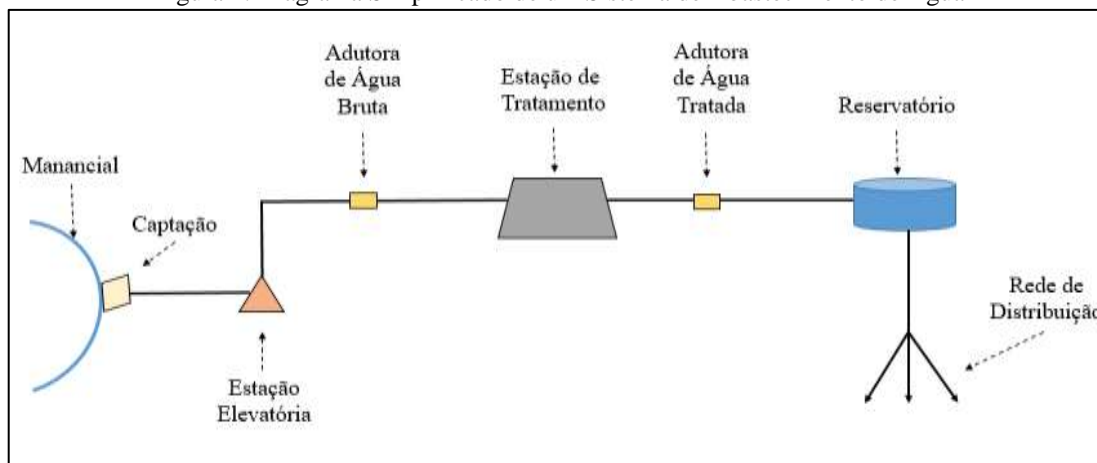 Adutora
de Água
Bruta
Estação de
Tratamento
Adutora
de Água
Tratada
Reservatório
Manancial
Captação
Rede de
Distribuição
Estação
Elevatória